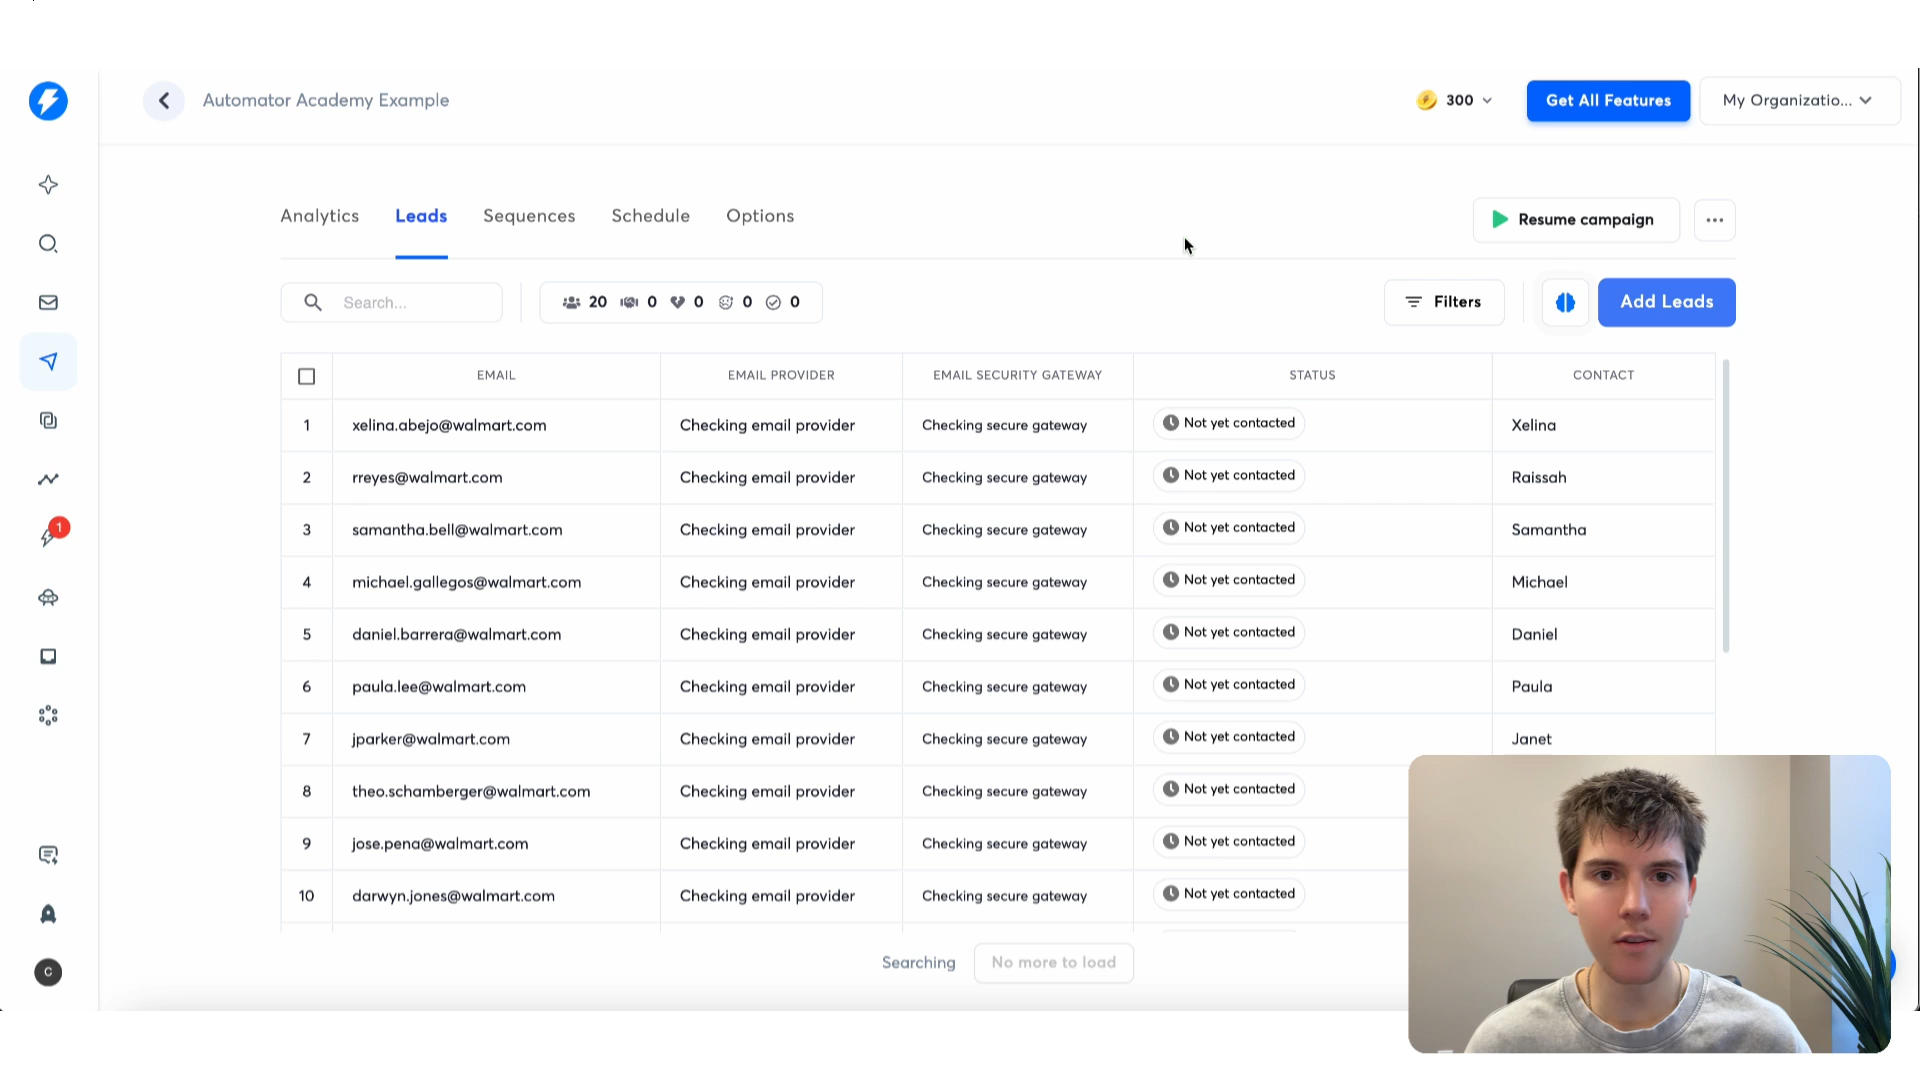 Automator Academy Example
300
Get All Features
My Organizatio...
Analytics
Leads
Sequences
Schedule
Options
Resume campaign
Search...
20
0
0
0
0
Filters
Add Leads
EMAIL
EMAIL PROVIDER
EMAIL SECURITY GATEWAY
STATUS
CONTACT
1
xelina.abejo@walmart.com
Checking email provider
Checking secure gateway
Not yet contacted
Xelina
2
rreyes@walmart.com
Checking email provider
Checking secure gateway
Not yet contacted
Raissah
3
samantha.bell@walmart.com
Checking email provider
Checking secure gateway
Not yet contacted
Samantha
4
michael.gallegos@walmart.com
Checking email provider
Checking secure gateway
Not yet contacted
Michael
5
daniel.barrera@walmart.com
Checking email provider
Checking secure gateway
Not yet contacted
Daniel
6
paula.lee@walmart.com
Checking email provider
Checking secure gateway
Not yet contacted
Paula
7
jparker@walmart.com
Checking email provider
Checking secure gateway
Not yet contacted
Janet
8
theo.schamberger@walmart.com
Checking email provider
Checking secure gateway
Not yet contacted
9
jose.pena@walmart.com
Checking email provider
Checking secure gateway
Not yet contacted
10
darwyn.jones@walmart.com
Checking email provider
Checking secure gateway
Not yet contacted
Searching
No more to load
1
C